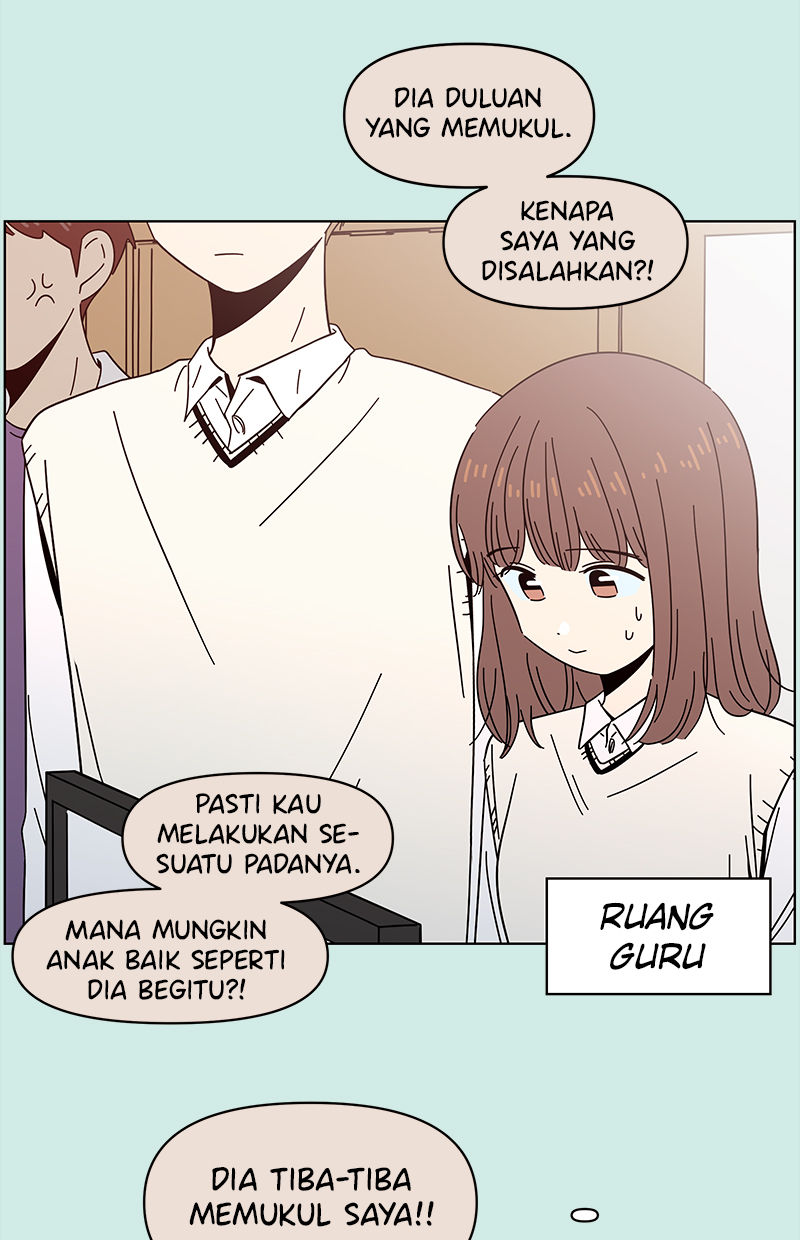 DIA DULUAN
YANG MEMUKUL.
KENAPA
SAYA YANG
DISALAHKAN?!
PASTI KAU
MELAKUKAN SE-
SUATU PADANYA.
MANA MUNGKIN
ANAK BAIK SEPERTI
DIA BEGITU?!
RUANG
GURU
DIA TIBA-TIBA
MEMUKUL SAYA!!